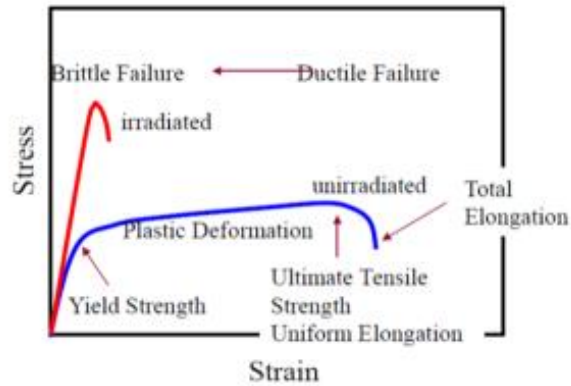 Brittle Failure
Ductile Failure
irradiated
unirradiated
Total
Elongation
Plastic Deformation
Yield Strength
Ultimate Tensile
Strength
Uniform Elongation
Stress
Strain